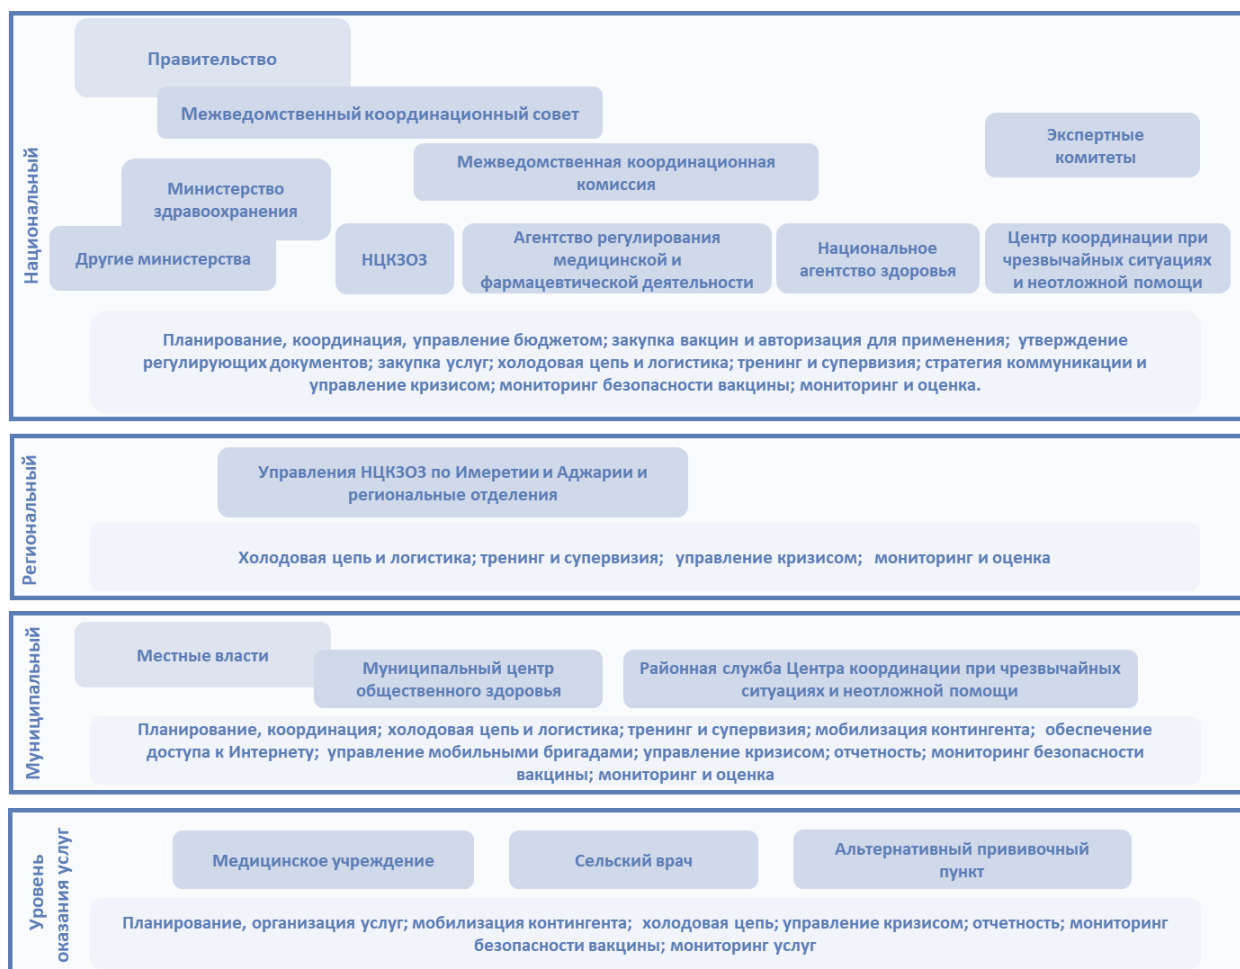 Национальный
Правительство
Межведомственный координационный совет
Экспертные
комитеты
Межведомственная координационная
комиссия
Министерство
здравоохранения
Другие министерства
НЦКЗОЗ
Агентство регулирования
медицинской и
фармацевтической деятельности
Национальное
агентство здоровья
Центр координации при
чрезвычайных ситуациях
и неотложной помощи
Планирование, координация, управление бюджетом; закупка вакцин и авторизация для применения; утверждение
регулирующих документов; закупка услуг; холодовая цепь и логистика; тренинг и супервизия; стратегия коммуникации и
управление кризисом; мониторинг безопасности вакцины; мониторинг и оценка.
Региональный
Управления НЦКЗОЗ по Имеретии и Аджарии и
региональные отделения
Холодовая цепь и логистика; тренинг и супервизия; управление кризисом; мониторинг и оценка
Муниципальный
Местные власти
Муниципальный центр
общественного здоровья
Районная служба Центра координации при чрезвычайных
ситуациях и неотложной помощи
Планирование, координация; холодовая цепь и логистика; тренинг и супервизия; мобилизация контингента; обеспечение
доступа к Интернету; управление мобильными бригадами; управление кризисом; отчетность; мониторинг безопасности
вакцины; мониторинг и оценка
Уровень
оказания услуг
Медицинское учреждение
Сельский врач
Альтернативный прививочный
пункт
Планирование, организация услуг; мобилизация контингента; холодовая цепь; управление кризисом; отчетность; мониторинг
безопасности вакцины; мониторинг услуг